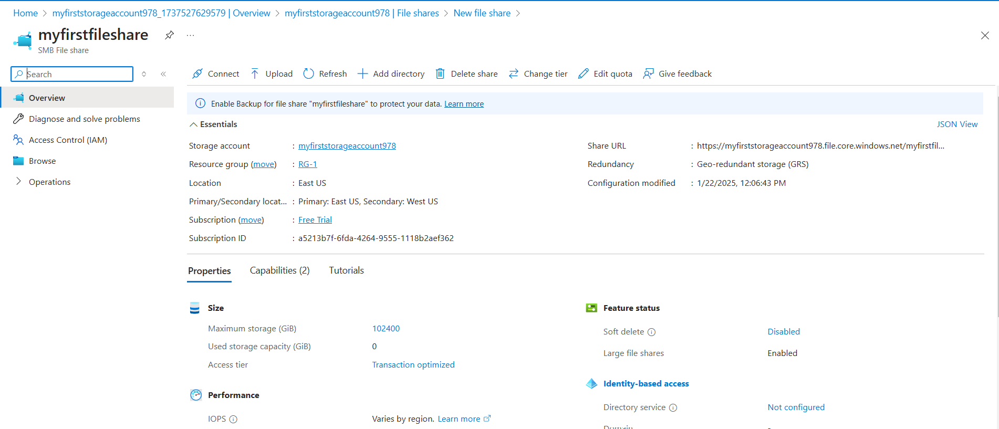 Home > myfirststorageaccount978_1737527629579 | Overview > myfirststorageaccount978 | File shares > New file share >
myfirstfileshare ...
SMB File share
Search
Overview
Diagnose and solve problems
Access Control (IAM)
Browse
Operations
Connect Upload Refresh Add directory Delete share Change tier Edit quota Give feedback
Enable Backup for file share "myfirstfileshare" to protect your data. Learn more
Essentials JSON View
Storage account : myfirststorageaccount978
Resource group (move) : RG-1
Location : East US
Primary/Secondary locat... : Primary: East US, Secondary: West US
Subscription (move) : Free Trial
Subscription ID : a5213b7f-6fda-4264-9555-1118b2aef362
Share URL : https://myfirststorageaccount978.file.core.windows.net/myfirstfil...
Redundancy : Geo-redundant storage (GRS)
Configuration modified : 1/22/2025, 12:06:43 PM
Properties Capabilities (2) Tutorials
Size
Maximum storage (GiB) 102400
Used storage capacity (GiB) 0
Access tier Transaction optimized
Performance
IOPS Varies by region. Learn more
Feature status
Soft delete Disabled
Large file shares Enabled
Identity-based access
Directory service Not configured
Domain -